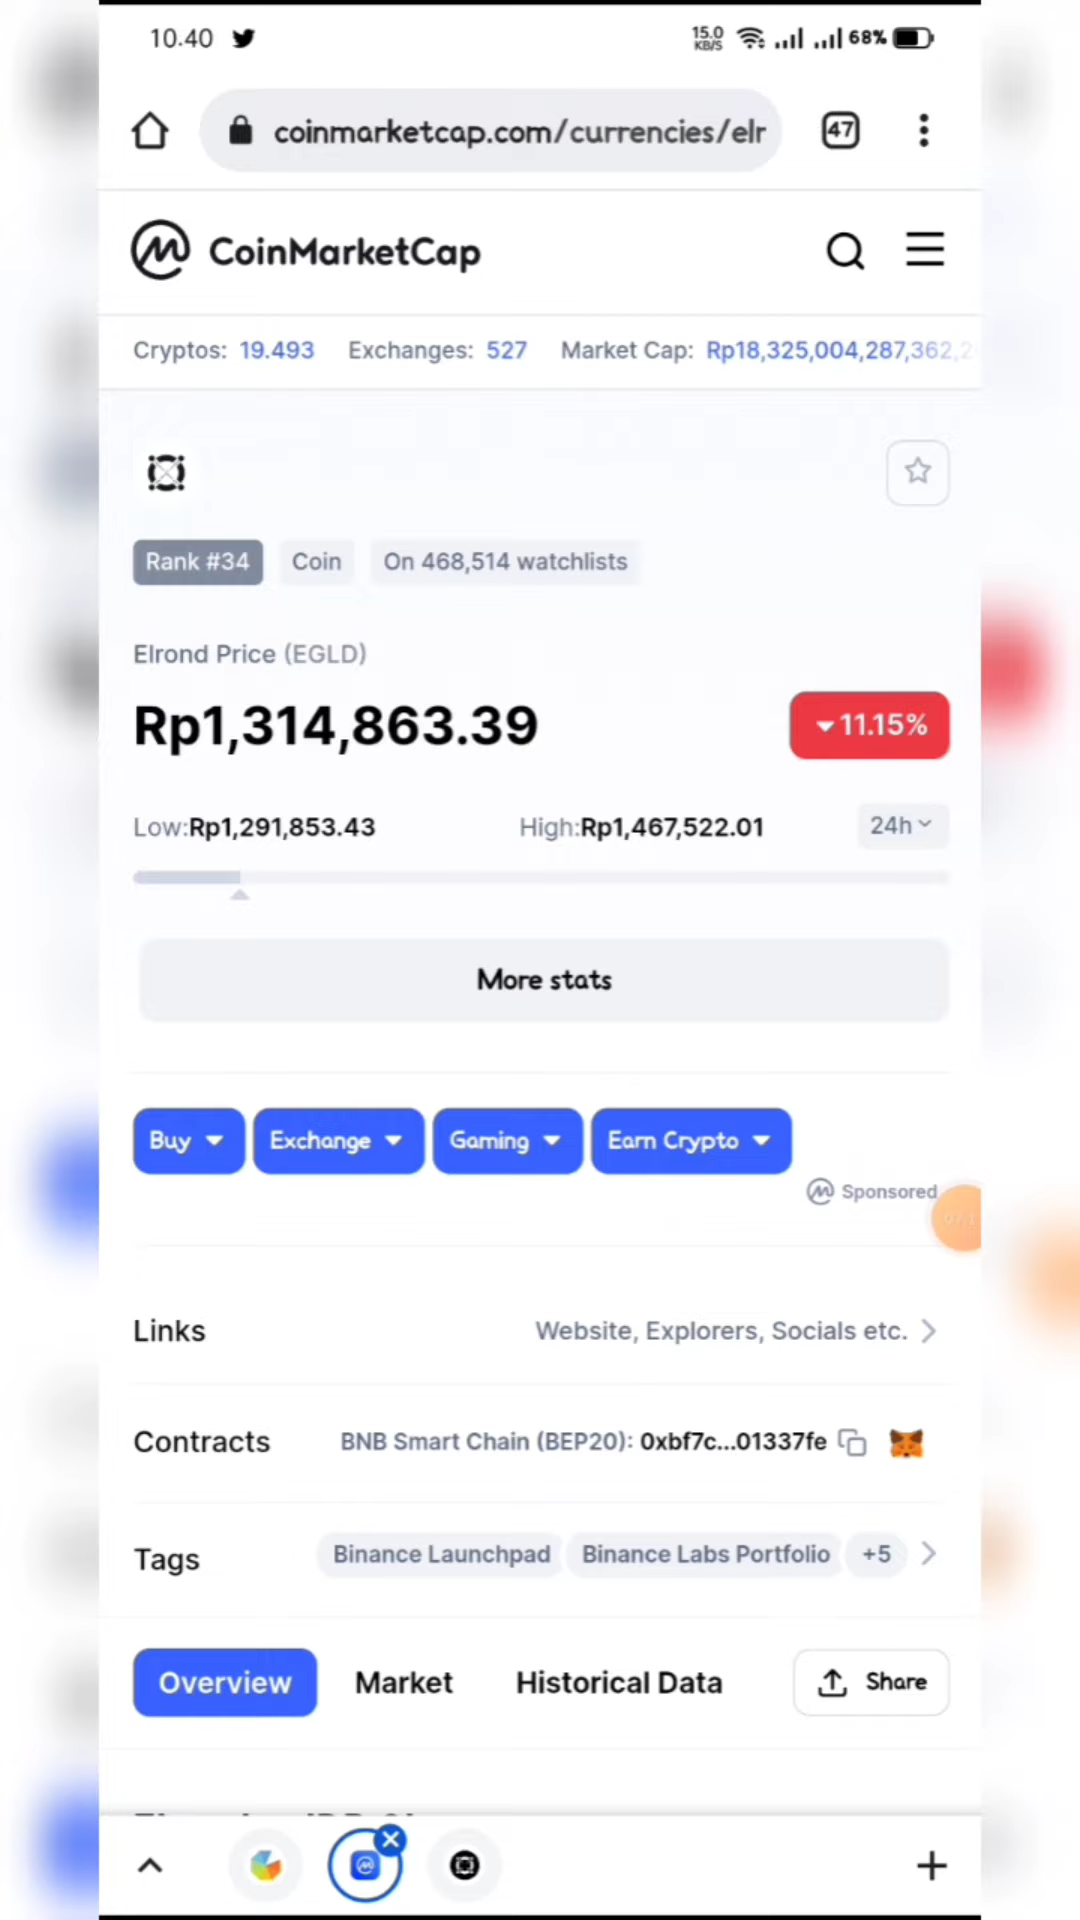 10.40
15.0 KB/S
68%
coinmarketcap.com/currencies/elr
47
CoinMarketCap
Cryptos: 19.493 Exchanges: 527 Market Cap: Rp18,325,004,287,362,2
Rank #34 Coin On 468,514 watchlists
Elrond Price (EGLD)
Rp1,314,863.39
11.15%
Low:Rp1,291,853.43 High:Rp1,467,522.01 24h
More stats
Buy Exchange Gaming Earn Crypto
Sponsored
Links Website, Explorers, Socials etc.
Contracts BNB Smart Chain (BEP20): 0xbf7c...01337fe
Tags Binance Launchpad Binance Labs Portfolio +5
Overview Market Historical Data Share